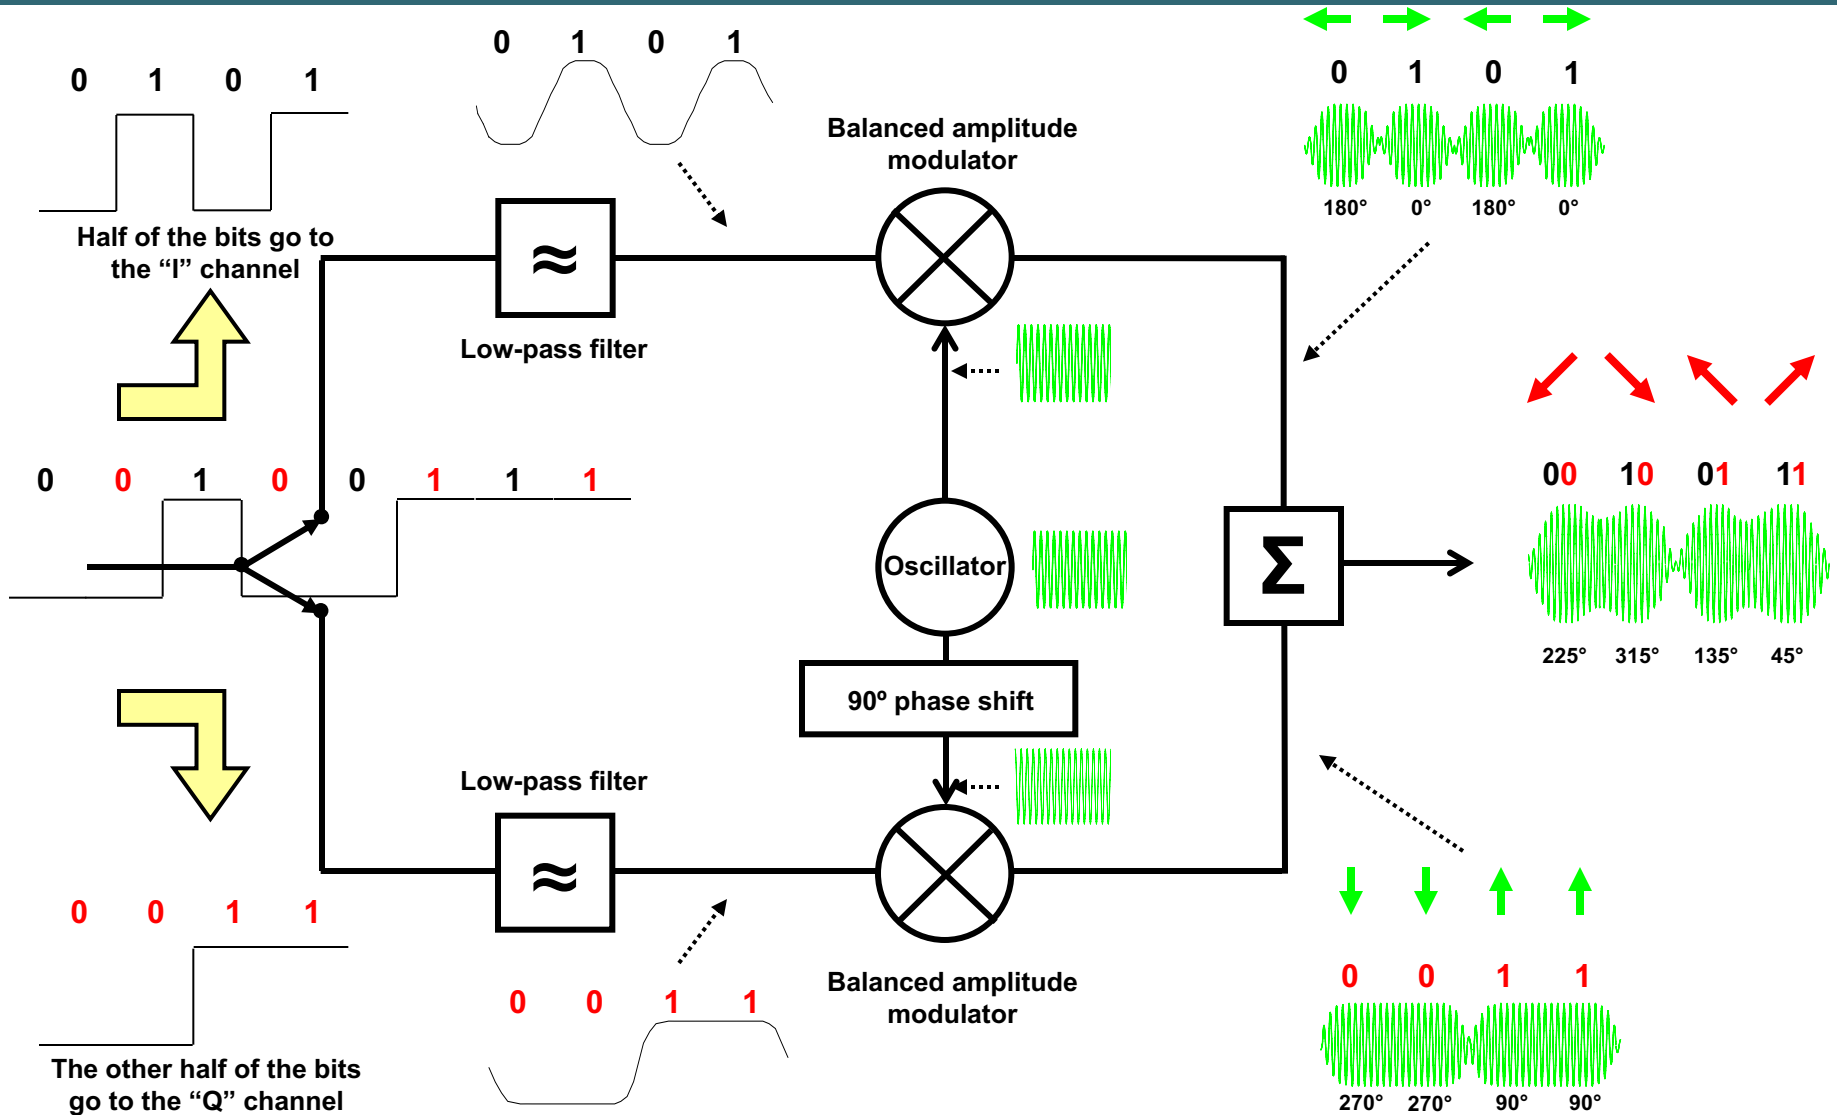 0 1 0 1
Half of the bits go to
the “I” channel
0 1 0 1
≈
Low-pass filter
Balanced amplitude
modulator
0 1 0 1
180° 0° 180° 0°
0 0 1 0 0 1 1 1
Oscillator
90º phase shift
Σ
00 10 01 11
225° 315° 135° 45°
0 0 1 1
The other half of the bits
go to the “Q” channel
Low-pass filter
≈
0 0 1 1
Balanced amplitude
modulator
0 0 1 1
270° 270° 90° 90°